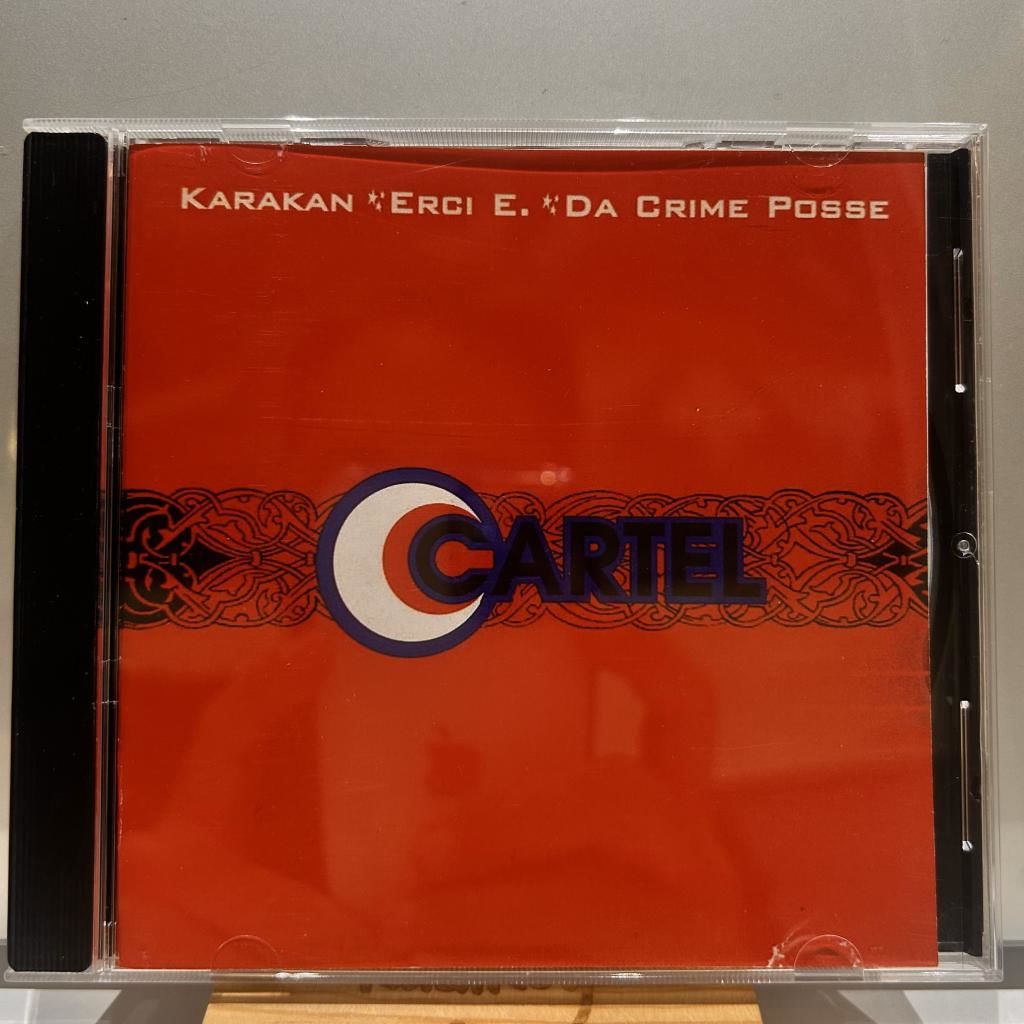 KARAKAN *ERCI E. *DA CRIME POSSE
CARTEL